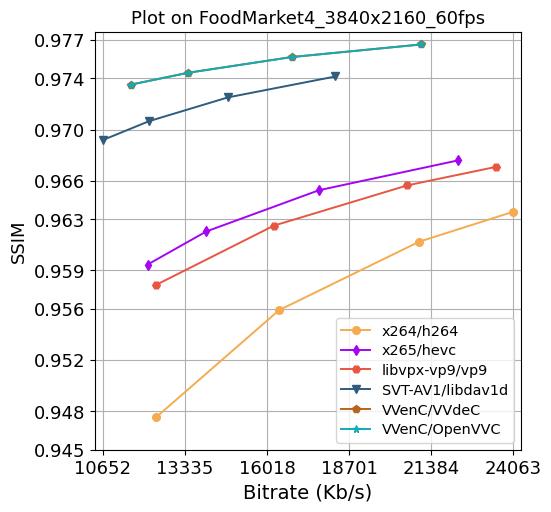 Plot on FoodMarket4_3840x2160_60fps
0.977
0.974
0.970
0.966
0.963
0.959
0.956
0.952
0.948
0.945
SSIM
x264/h264
x265/hevc
libvpx-vp9/vp9
SVT-AV1/libdav1d
VVenC/VVdeC
VVenC/OpenVVC
10652 13335 16018 18701 21384 24063
Bitrate (Kb/s)